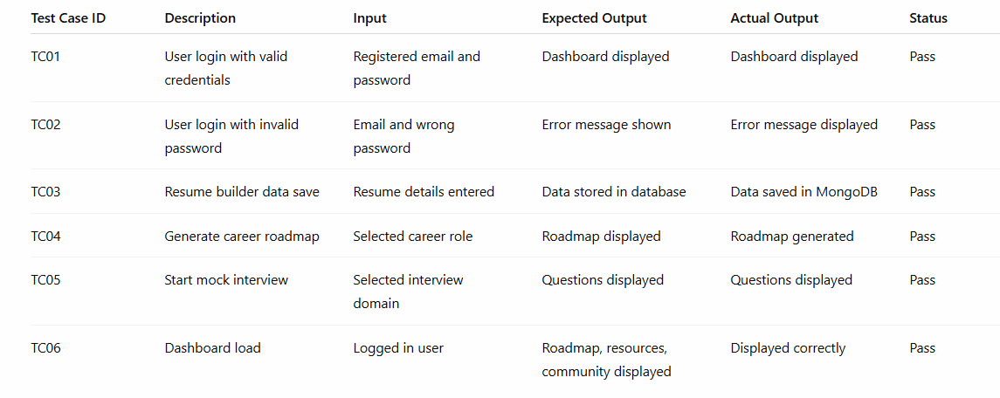 Test Case ID Description Input Expected Output Actual Output Status
TC01 User login with valid Registered email and Dashboard displayed Dashboard displayed Pass
credentials password
TC02 User login with invalid Email and wrong Error message shown Error message displayed Pass
password password
TC03 Resume builder data save Resume details entered Data stored in database Data saved in MongoDB Pass
TC04 Generate career roadmap Selected career role Roadmap displayed Roadmap generated Pass
TC05 Start mock interview Selected interview Questions displayed Questions displayed Pass
domain
TC06 Dashboard load Logged in user Roadmap, resources, Displayed correctly Pass
community displayed